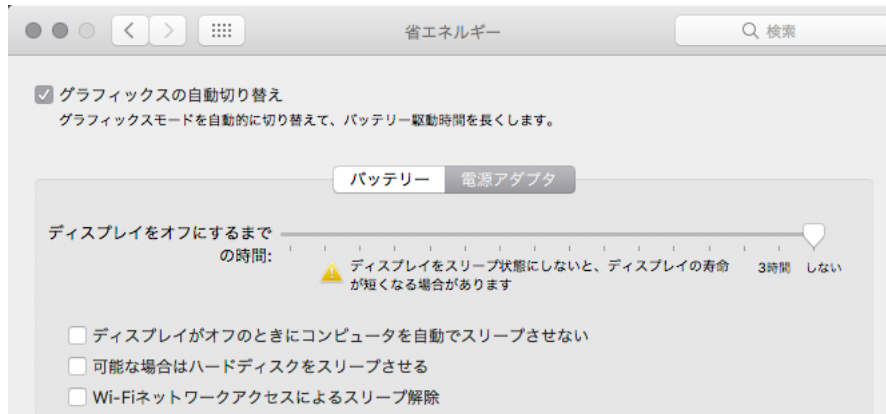 省エネルギー
検索
グラフィックスの自動切り替え
グラフィックスモードを自動的に切り替えて、バッテリー駆動時間を長くします。
バッテリー 電源アダプタ
ディスプレイをオフにするまで
の時間:
ディスプレイをスリープ状態にしないと、ディスプレイの寿命
が短くなる場合があります
3時間 しない
ディスプレイがオフのときにコンピュータを自動でスリープさせない
可能な場合はハードディスクをスリープさせる
Wi-Fiネットワークアクセスによるスリープ解除